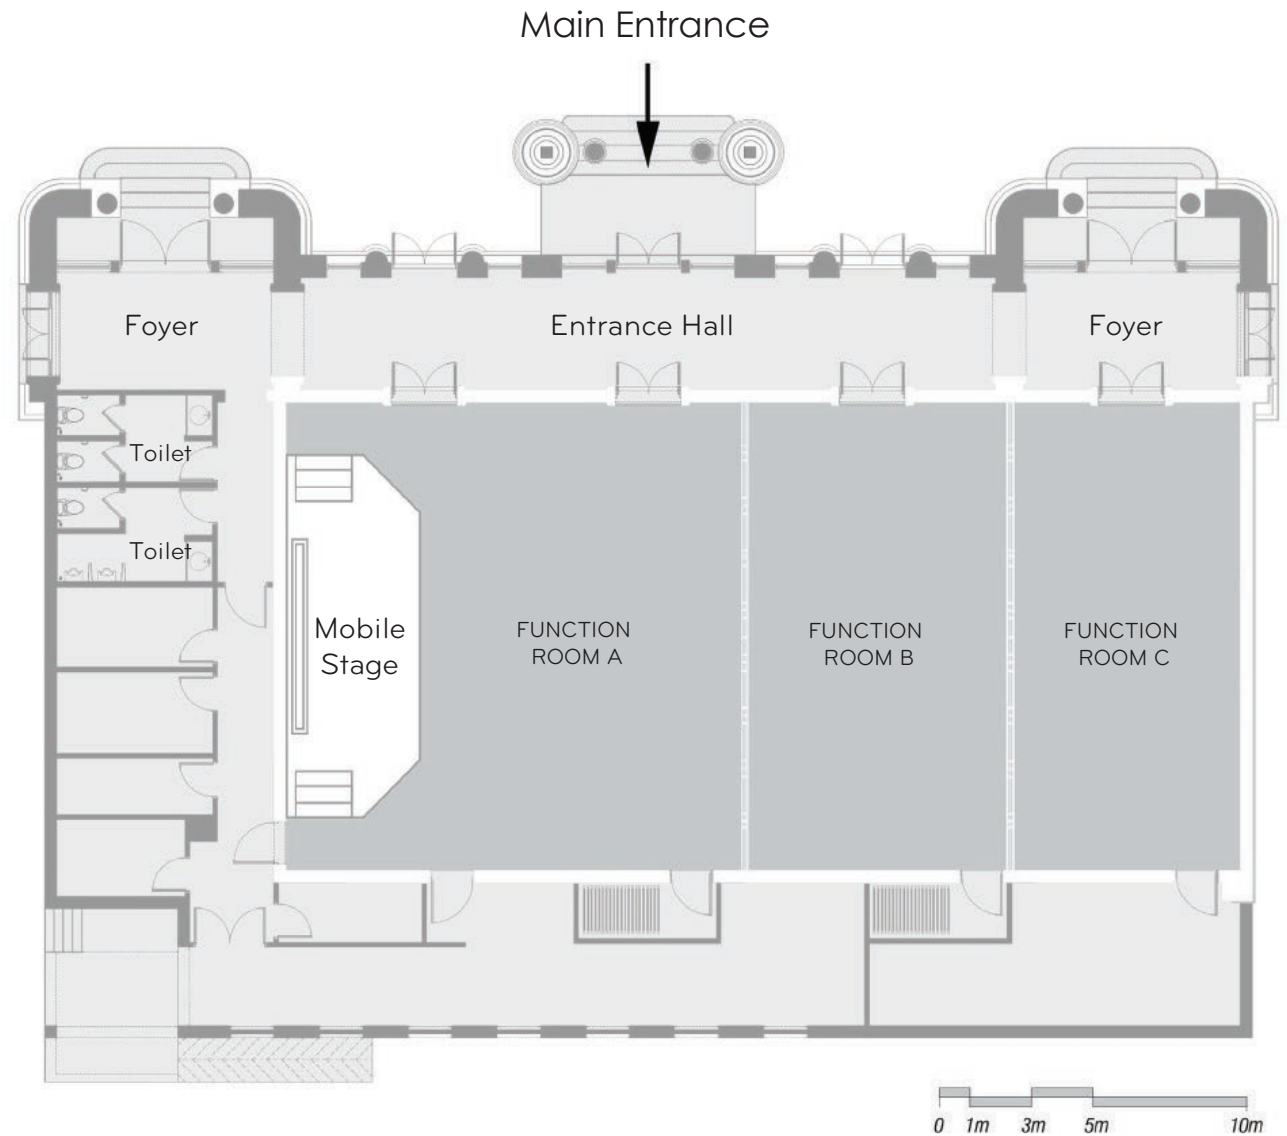 Main Entrance
Foyer
Entrance Hall
Foyer
Toilet
Toilet
Mobile
Stage
FUNCTION
ROOM A
FUNCTION
ROOM B
FUNCTION
ROOM C
0 1m 3m 5m 10m